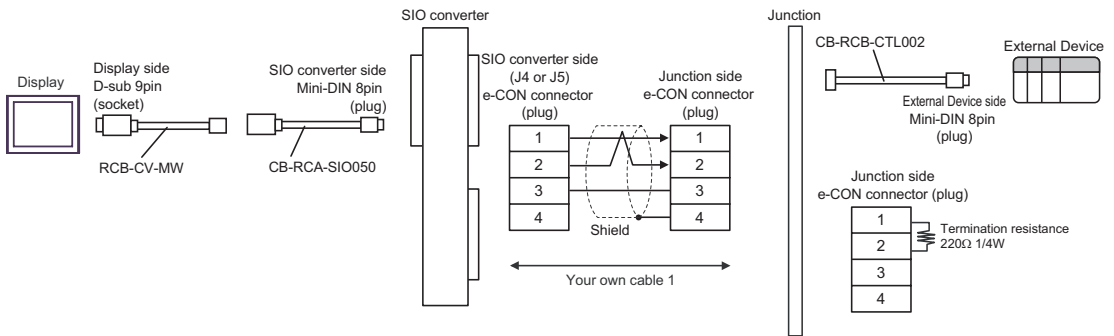 SIO converter
Junction
Display
Display side
D-sub 9pin
(socket)
RCB-CV-MW
SIO converter side
Mini-DIN 8pin
(plug)
CB-RCA-SIO050
SIO converter side
(J4 or J5)
e-CON connector
(plug)
1
2
3
4
Shield
Junction side
e-CON connector
(plug)
1
2
3
4
Your own cable 1
CB-RCB-CTL002
External Device side
Mini-DIN 8pin
(plug)
External Device
Junction side
e-CON connector (plug)
1
2
3
4
Termination resistance
220Ω 1/4W